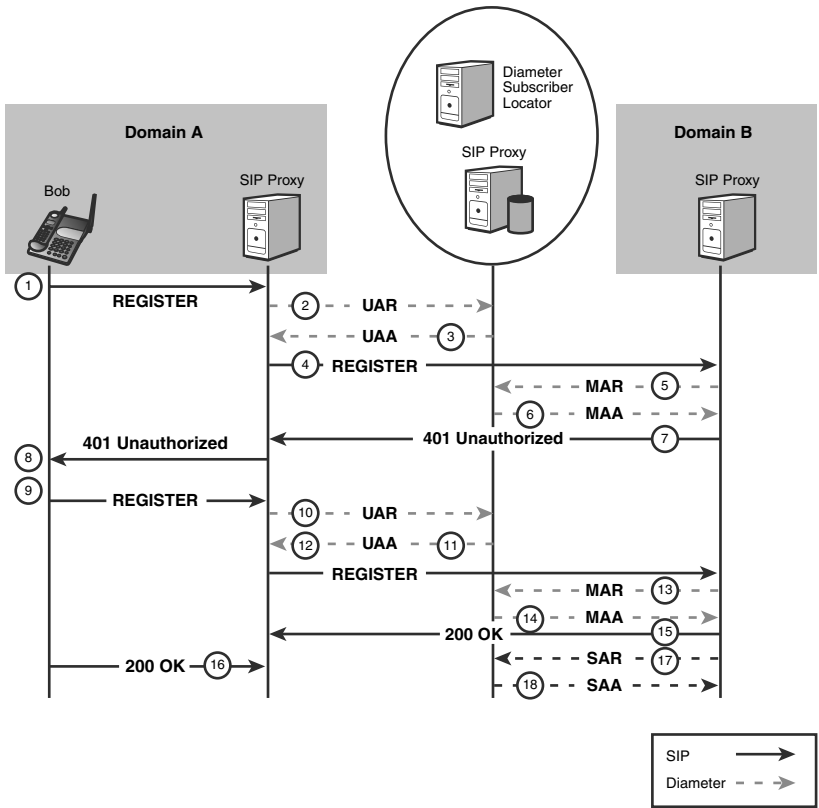 Diameter
Subscriber
Locator
Domain A
Domain B
SIP Proxy
Bob
SIP Proxy
SIP Proxy
1
REGISTER
2 UAR
UAA 3
4 REGISTER
MAR 5
6 MAA
401 Unauthorized 7
8 401 Unauthorized
9
REGISTER
10 UAR
12 UAA 11
REGISTER
MAR 13
14 MAA
200 OK 15
200 OK 16
SAR 17
18 SAA
SIP
Diameter